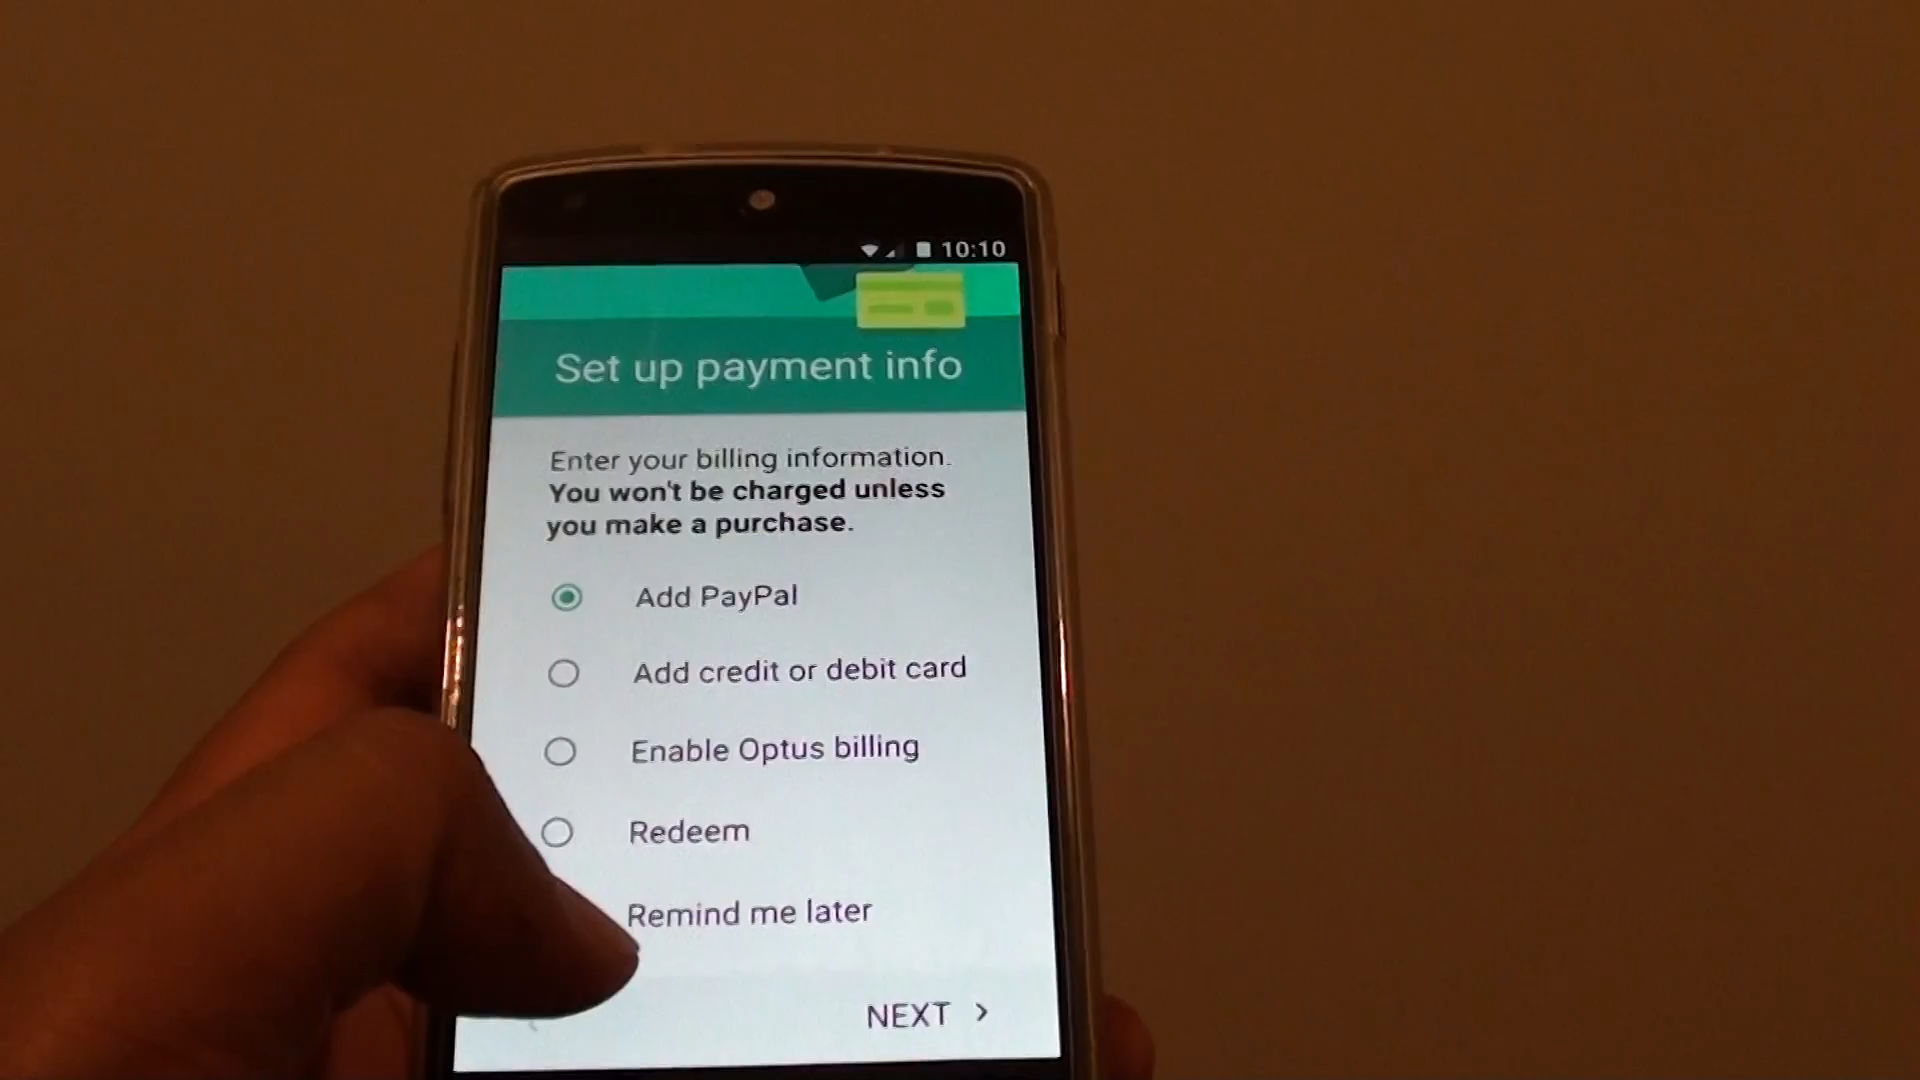 10:10
Set up payment info
Enter your billing information.
You won't be charged unless
you make a purchase.
Add PayPal
Add credit or debit card
Enable Optus billing
Redeem
Remind me later
NEXT >